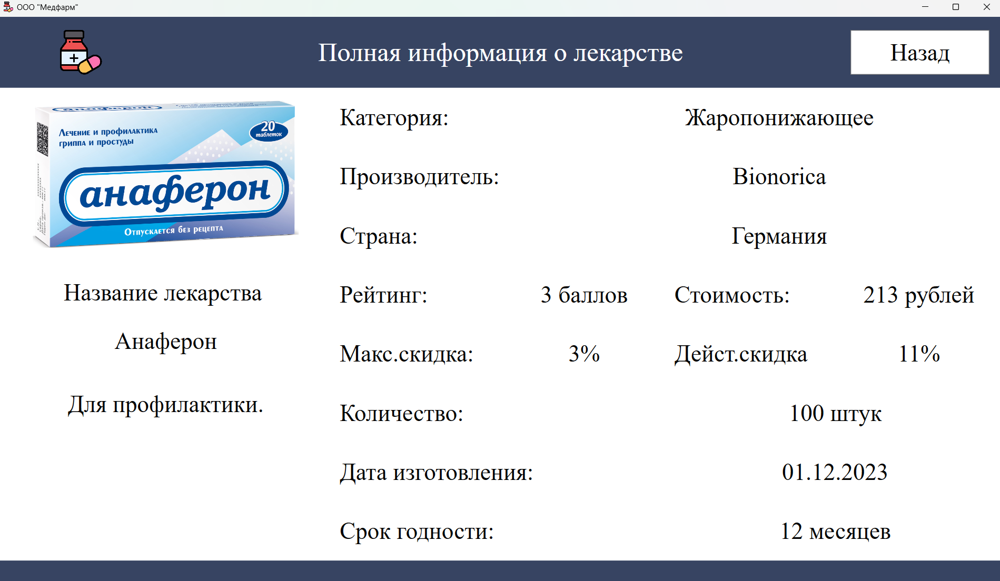 ООО "Медфарм"
Полная информация о лекарстве
Назад
анаферон
Лечение и профилактика
гриппа и простуды
20
таблеток
анаферон
Отпускается без рецепта
Название лекарства
Анаферон
Для профилактики.
Категория: Жаропонижающее
Производитель: Bionorica
Страна: Германия
Рейтинг: 3 баллов Стоимость: 213 рублей
Макс.скидка: 3% Дейст.скидка 11%
Количество: 100 штук
Дата изготовления: 01.12.2023
Срок годности: 12 месяцев